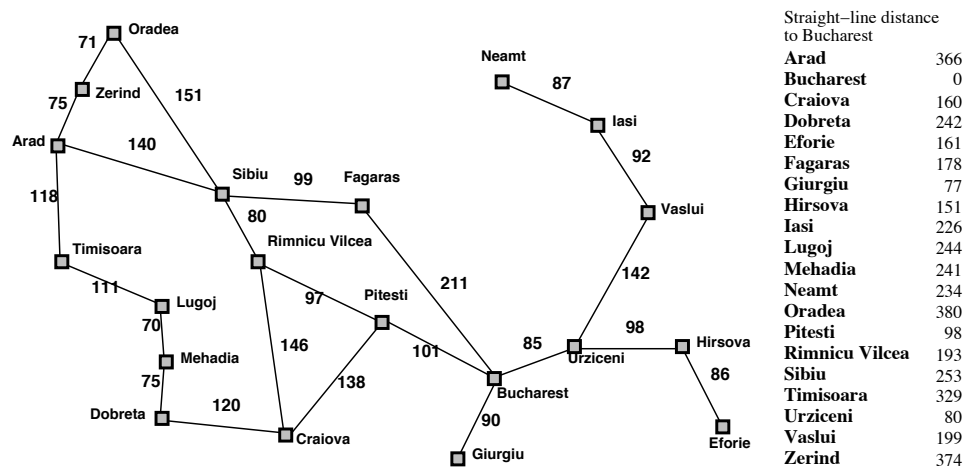 Oradea
71
Zerind
75
151
Arad
140
118
Sibiu
99
Fagaras
80
Rimnicu Vilcea
Timisoara
111
Lugoj
70
Mehadia
75
Dobreta
120
Craiova
146
97
Pitesti
138
101
211
Bucharest
90
Giurgiu
85
Urziceni
98
Hirsova
86
Eforie
142
Vaslui
92
Iasi
87
Neamt
Straight−line distance
to Bucharest
Arad 366
Bucharest 0
Craiova 160
Dobreta 242
Eforie 161
Fagaras 178
Giurgiu 77
Hirsova 151
Iasi 226
Lugoj 244
Mehadia 241
Neamt 234
Oradea 380
Pitesti 98
Rimnicu Vilcea 193
Sibiu 253
Timisoara 329
Urziceni 80
Vaslui 199
Zerind 374